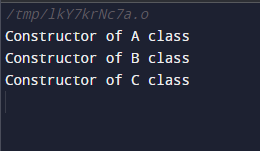 /tmp/lkY7krNc7a.o
Constructor of A class
Constructor of B class
Constructor of C class